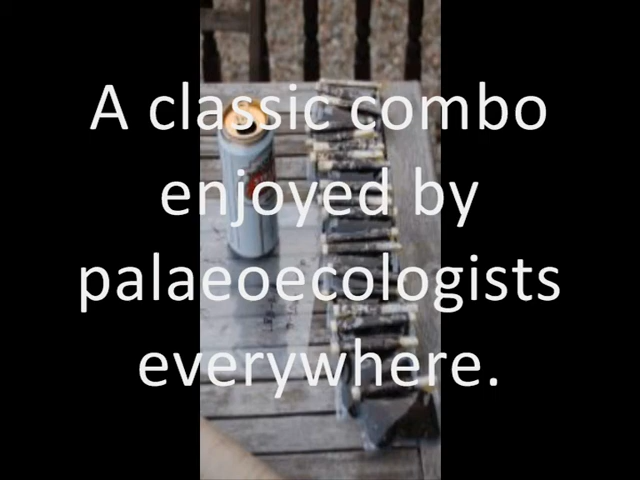 A classic combo
enjoyed by
palaeoecologists
everywhere.